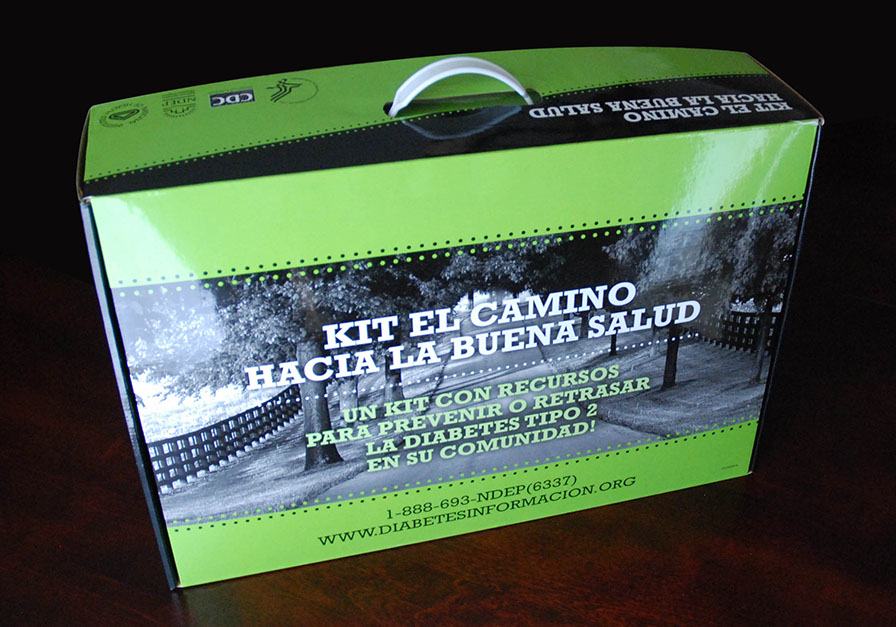 NDEP
CDC
KIT EL CAMINO
HACIA LA BUENA SALUD
KIT EL CAMINO
HACIA LA BUENA SALUD
UN KIT CON RECURSOS
PARA PREVENIR O RETRASAR
LA DIABETES TIPO 2
EN SU COMUNIDAD!
1-888-693-NDEP(6337)
WWW.DIABETESINFORMACION.ORG